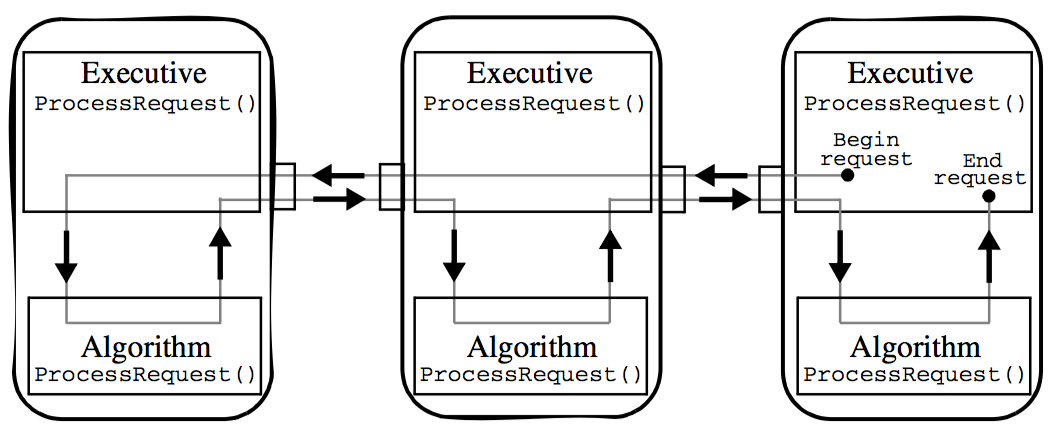 Executive
ProcessRequest()
Algorithm
ProcessRequest()
Executive
ProcessRequest()
Algorithm
ProcessRequest()
Executive
ProcessRequest()
Begin
request
End
request
Algorithm
ProcessRequest()